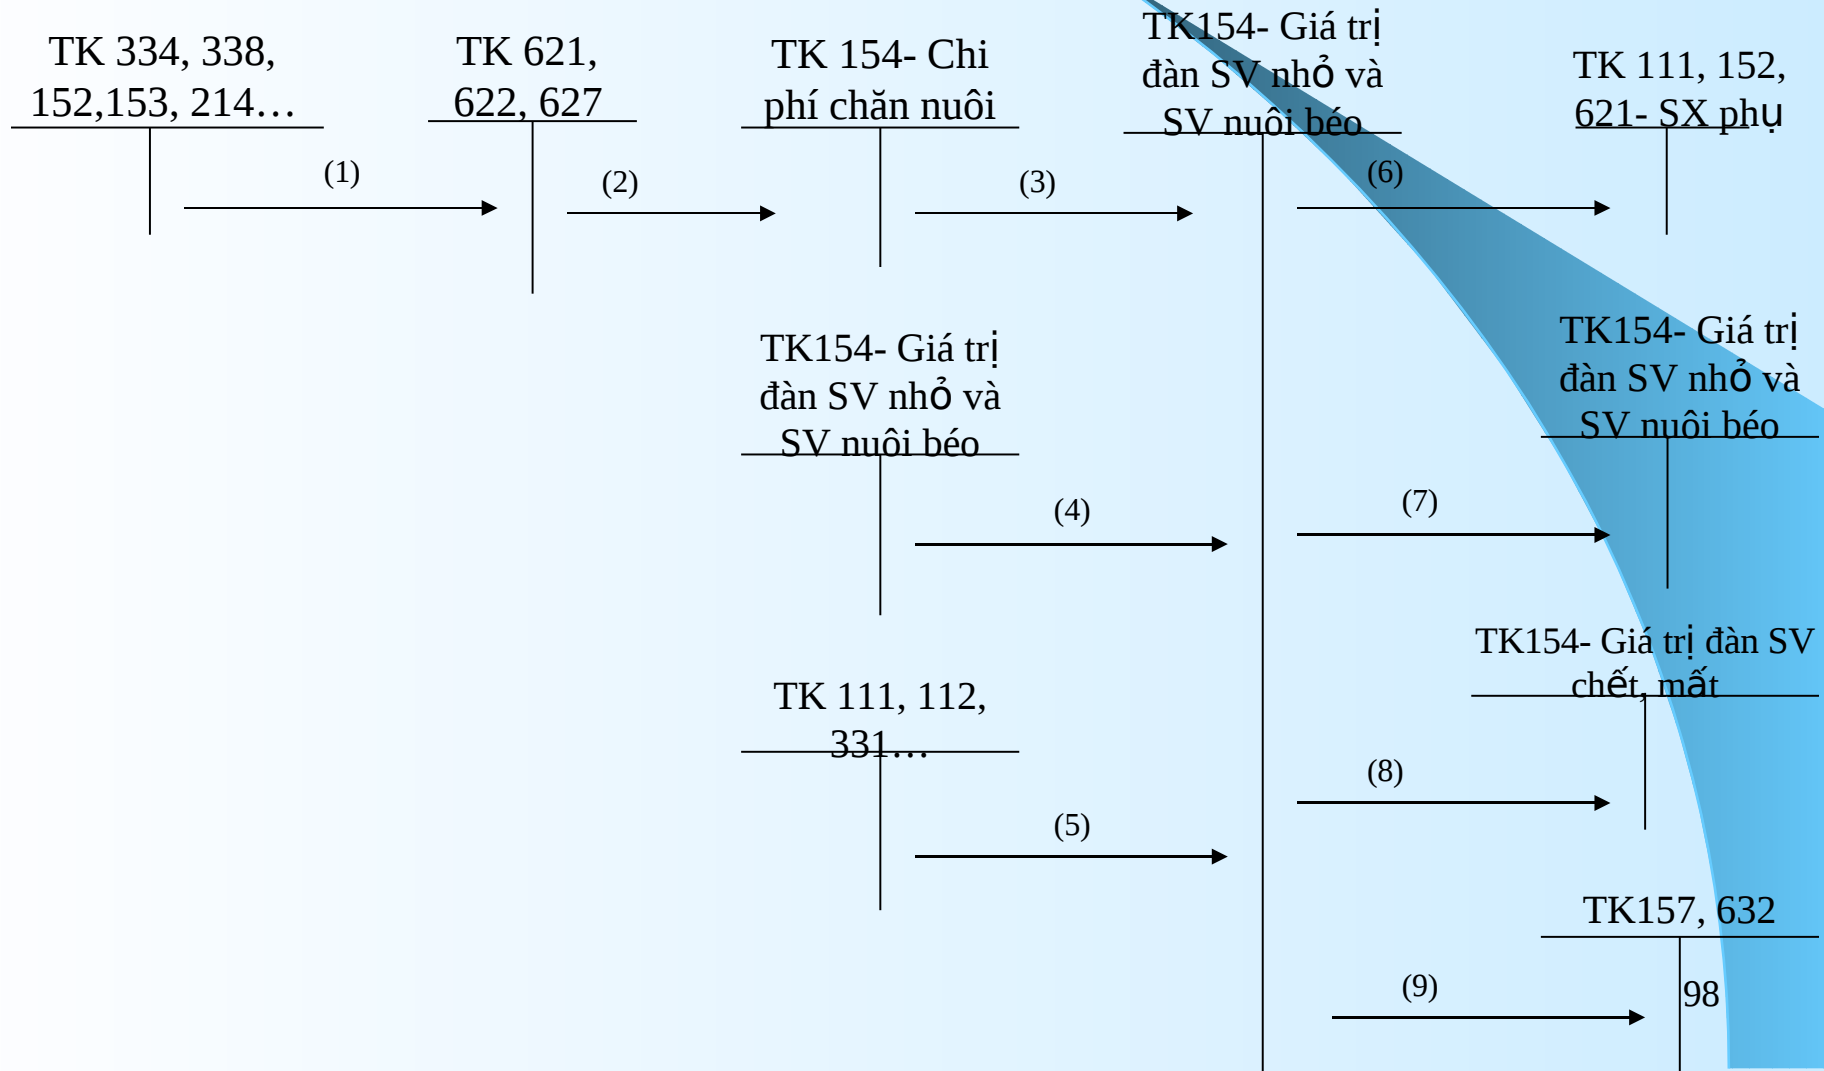 TK 334, 338,
152,153, 214…
TK 621,
622, 627
TK 154- Chi
phí chăn nuôi
TK154- Giá trị
đàn SV nhỏ và
SV nuôi béo
TK 111, 152,
621- SX phụ
(1)
(2)
(3)
(6)
TK154- Giá trị
đàn SV nhỏ và
SV nuôi béo
TK154- Giá trị
đàn SV nhỏ và
SV nuôi béo
(4)
(7)
TK154- Giá trị đàn SV
chết, mất
TK 111, 112,
331…
(8)
(5)
TK157, 632
(9)
98